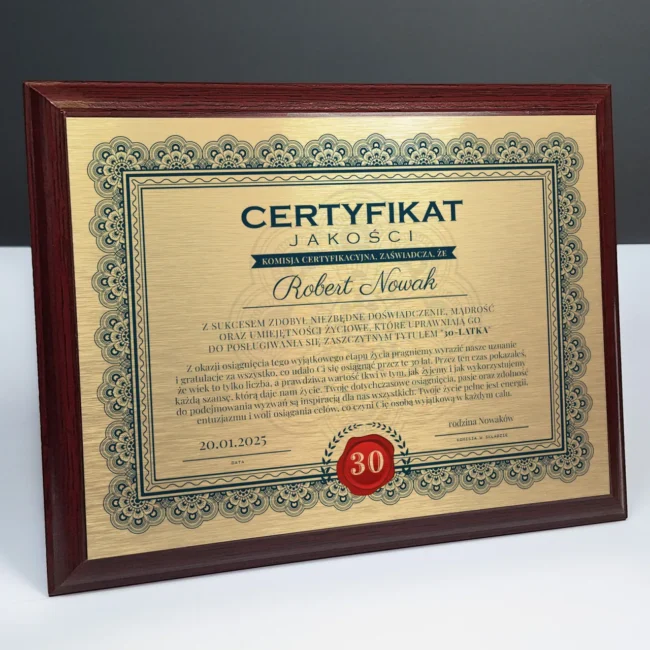 CERTYFIKAT
JAKOŚCI
KOMISJA CERTYFIKACYJNA, ZAŚWIADCZA, ŻE
Robert Nowak
Z SUKCESEM ZDOBYŁ NIEZBĘDNE DOŚWIADCZENIE, MĄDROŚĆ
ORAZ UMIEJĘTNOŚCI ŻYCIOWE, KTÓRE UPRAWNIAJĄ GO
DO POSŁUGIWANIA SIĘ ZASZCZYTNYM TYTUŁEM "30-LATKA"
Z okazji osiągnięcia tego wyjątkowego etapu życia pragniemy wyrazić nasze uznanie
i gratulacje za wszystko, co udało Ci się osiągnąć przez te 30 lat. Przez ten czas pokazałeś,
że wiek to tylko liczba, a prawdziwa wartość tkwi w tym, jak żyjemy i jak wykorzystujemy
każdą szansę, którą daje nam życie. Twoje dotychczasowe osiągnięcia, pasje oraz zdolność
do podejmowania wyzwań są inspiracją dla nas wszystkich. Twoje życie pełne jest energii,
entuzjazmu i woli osiągania celów, co czyni Cię osobą wyjątkową w każdym calu.
20.01.2025
DATA
rodzina Nowaków
30